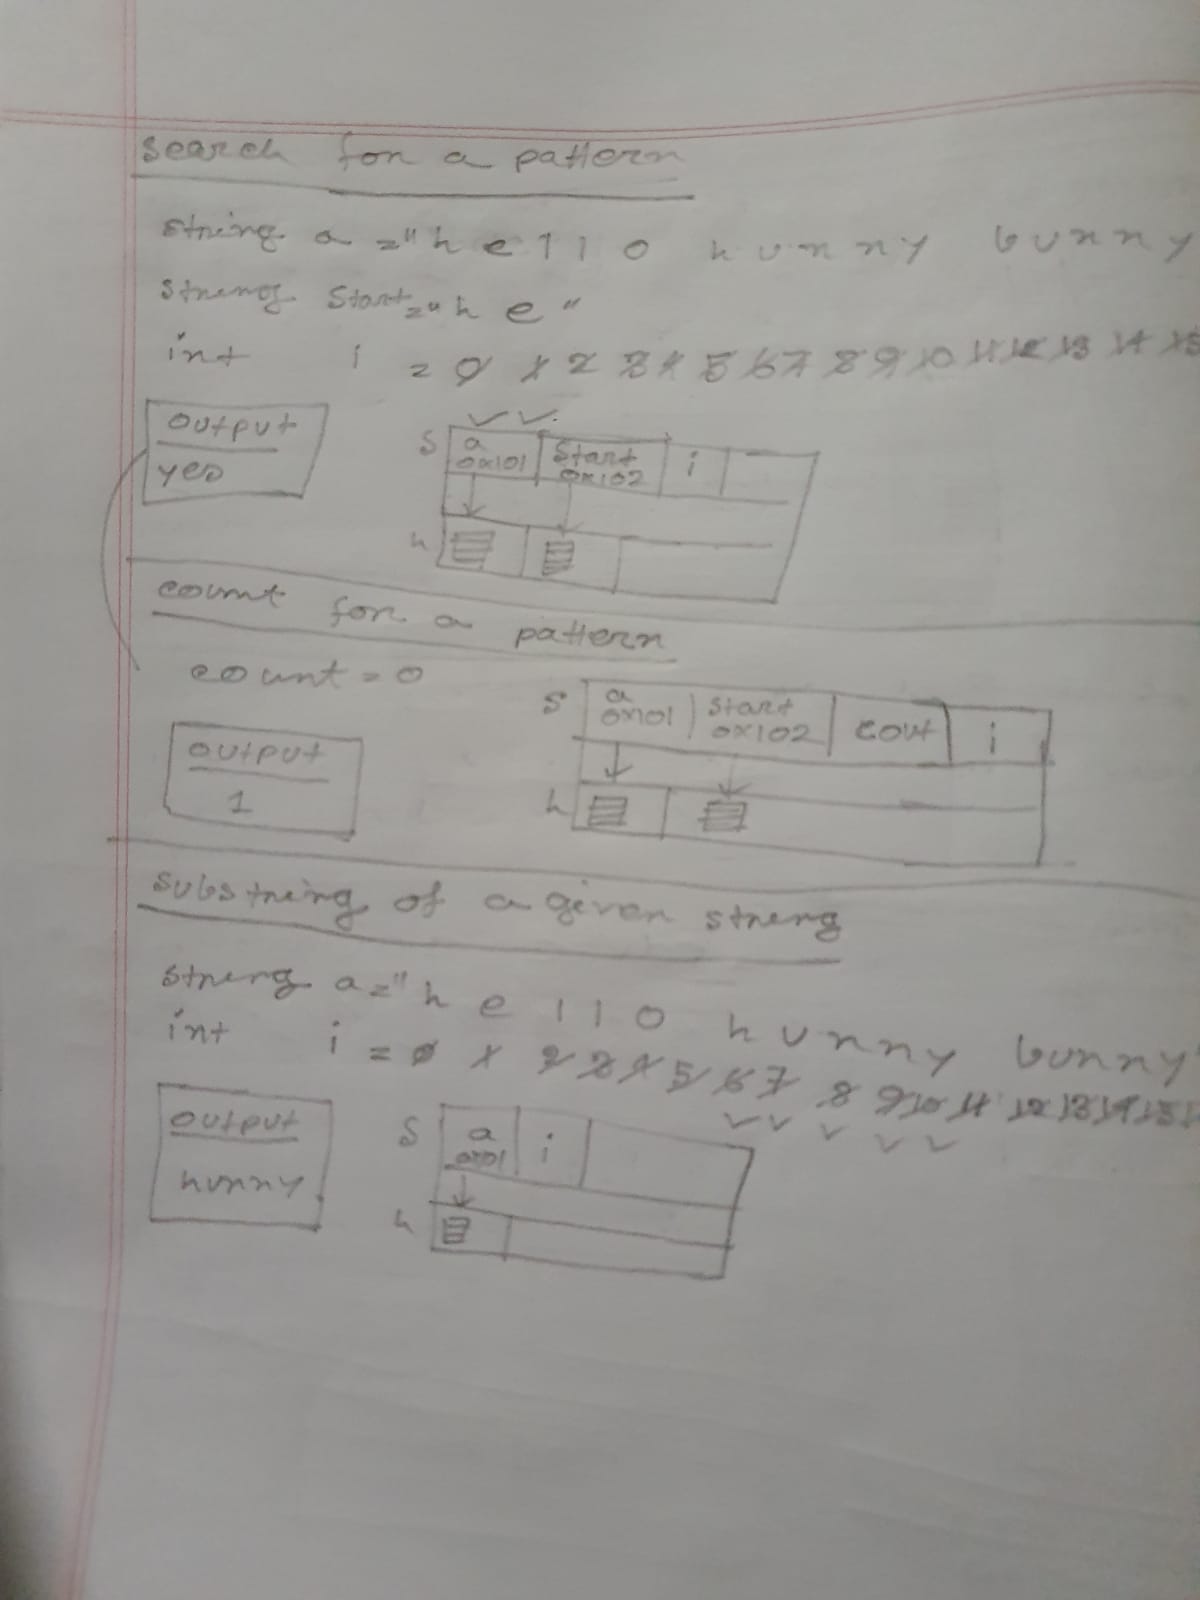 search for a pattern
string a ="h e l l o h u n n y b u n n y
string start="h e "
int i = 0 1 2 3 4 5 6 7 8 9 10 11 12 13 14 15
output
yes
S a 0x101 start 0x102 i
h
count for a pattern
count = 0
S a 0x101 start 0x102 cout i
output
1
h
substring of a given string
string a ="h e l l o h u n n y bunny"
int i = 0 1 2 3 4 5 6 7 8 9 10 11 12 13 14 15
output
hunny
S a 0x101 i
h